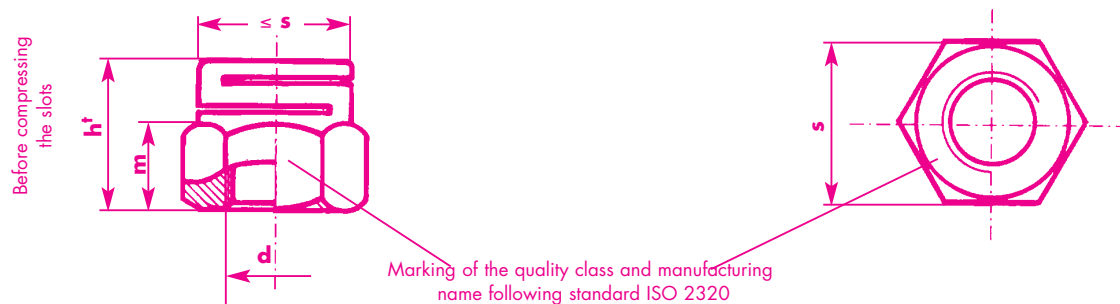 ≤ s
Before compressing
the slots
h†
m
d
s
Marking of the quality class and manufacturing
name following standard ISO 2320